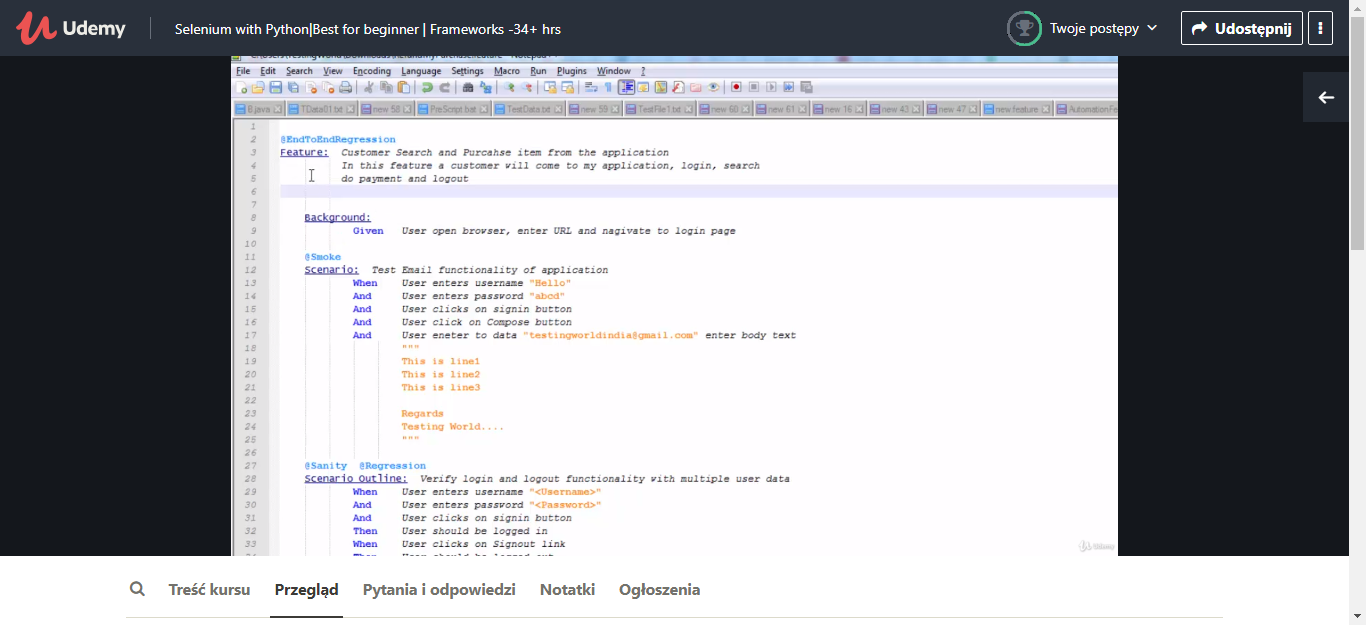 Udemy
Selenium with Python|Best for beginner | Frameworks -34+ hrs
Twoje postępy
Udostępnij
File Edit Search View Encoding Language Settings Macro Run Plugins Window ?
8.java TData01.txt new 58 PreScript.bat TestData.txt new 59 TestFile1.txt new 60 new 61 new 16 new 43 new 47 new.feature
1
2 @EndToEndRegression
3 Feature: Customer Search and Purcahse item from the application
4 In this feature a customer will come to my application, login, search
5 do payment and logout
6
7
8 Background:
9 Given User open browser, enter URL and nagivate to login page
10
11 @Smoke
12 Scenario: Test Email functionality of application
13 When User enters username "Hello"
14 And User enters password "abcd"
15 And User clicks on signin button
16 And User click on Compose button
17 And User eneter to data "testingworldindia@gmail.com" enter body text
18 """
19 This is line1
20 This is line2
21 This is line3
22
23 Regards
24 Testing World....
25 """
26
27 @Sanity @Regression
28 Scenario Outline: Verify login and logout functionality with multiple user data
29 When User enters username "<Username>"
30 And User enters password "<Password>"
31 And User clicks on signin button
32 Then User should be logged in
33 When User clicks on Signout link
Udemy
Treść kursu Przegląd Pytania i odpowiedzi Notatki Ogłoszenia